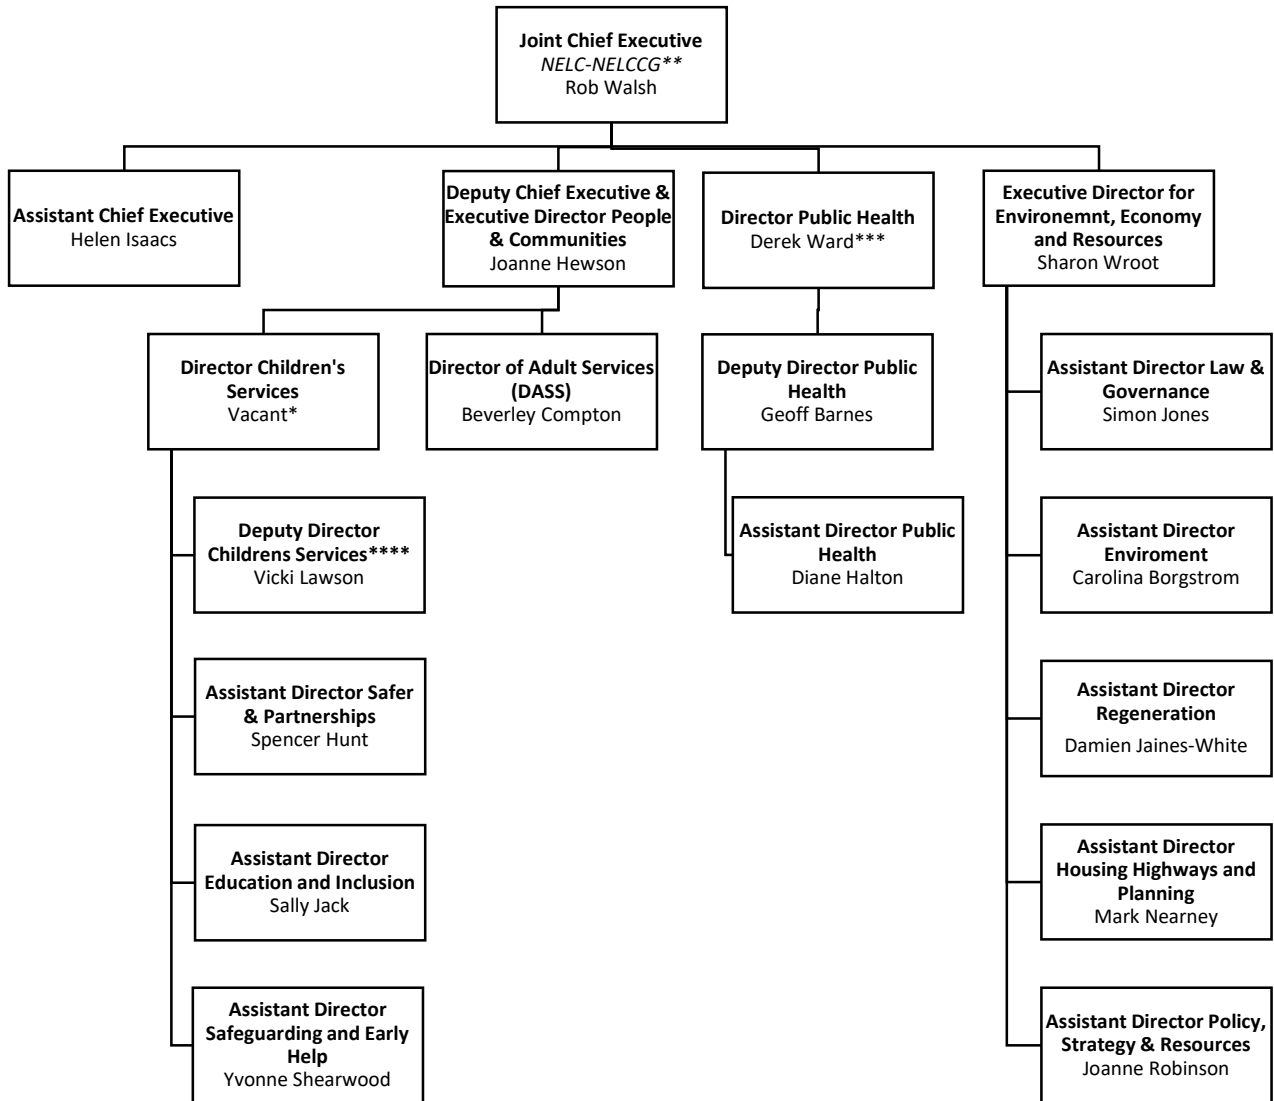 Joint Chief Executive
NELC-NELCCG**
Rob Walsh
Assistant Chief Executive
Helen Isaacs
Deputy Chief Executive &
Executive Director People
& Communities
Joanne Hewson
Director Public Health
Derek Ward***
Executive Director for
Environemnt, Economy
and Resources
Sharon Wroot
Director Children's
Services
Vacant*
Director of Adult Services
(DASS)
Beverley Compton
Deputy Director Public
Health
Geoff Barnes
Assistant Director Law &
Governance
Simon Jones
Deputy Director
Childrens Services****
Vicki Lawson
Assistant Director Public
Health
Diane Halton
Assistant Director
Enviroment
Carolina Borgstrom
Assistant Director Safer
& Partnerships
Spencer Hunt
Assistant Director
Regeneration
Damien Jaines-White
Assistant Director
Education and Inclusion
Sally Jack
Assistant Director
Housing Highways and
Planning
Mark Nearney
Assistant Director
Safeguarding and Early
Help
Yvonne Shearwood
Assistant Director Policy,
Strategy & Resources
Joanne Robinson